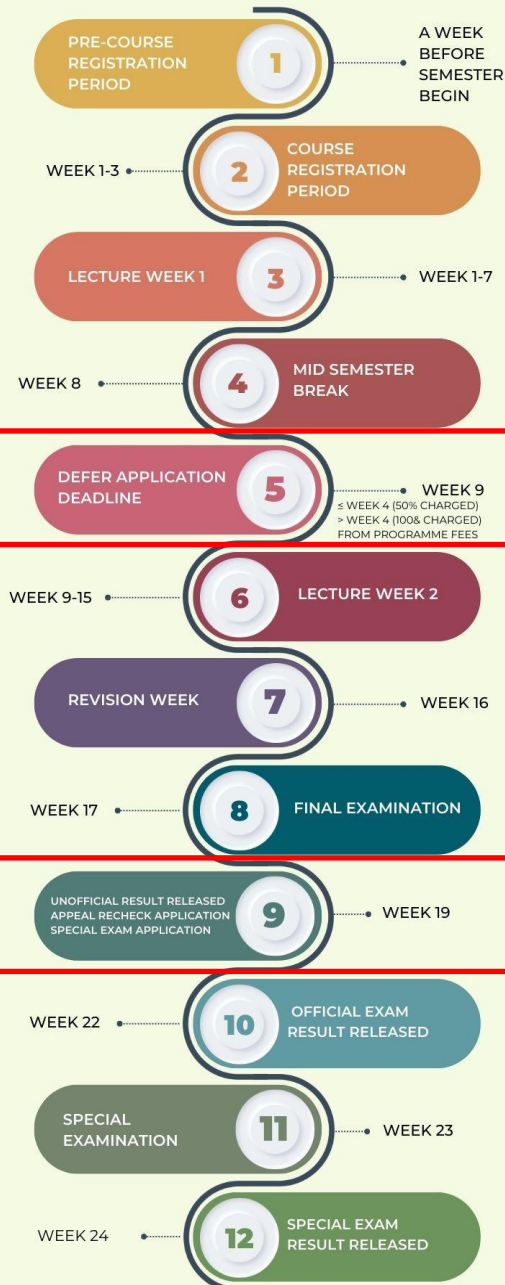 PRE-COURSE
REGISTRATION
PERIOD
1
A WEEK
BEFORE
SEMESTER
BEGIN
WEEK 1-3
2
COURSE
REGISTRATION
PERIOD
LECTURE WEEK 1
3
WEEK 1-7
WEEK 8
4
MID SEMESTER
BREAK
DEFER APPLICATION
DEADLINE
5
WEEK 9
≤ WEEK 4 (50% CHARGED)
> WEEK 4 (100& CHARGED)
FROM PROGRAMME FEES
WEEK 9-15
6
LECTURE WEEK 2
REVISION WEEK
7
WEEK 16
WEEK 17
8
FINAL EXAMINATION
UNOFFICIAL RESULT RELEASED
APPEAL RECHECK APPLICATION
SPECIAL EXAM APPLICATION
9
WEEK 19
WEEK 22
10
OFFICIAL EXAM
RESULT RELEASED
SPECIAL
EXAMINATION
11
WEEK 23
WEEK 24
12
SPECIAL EXAM
RESULT RELEASED